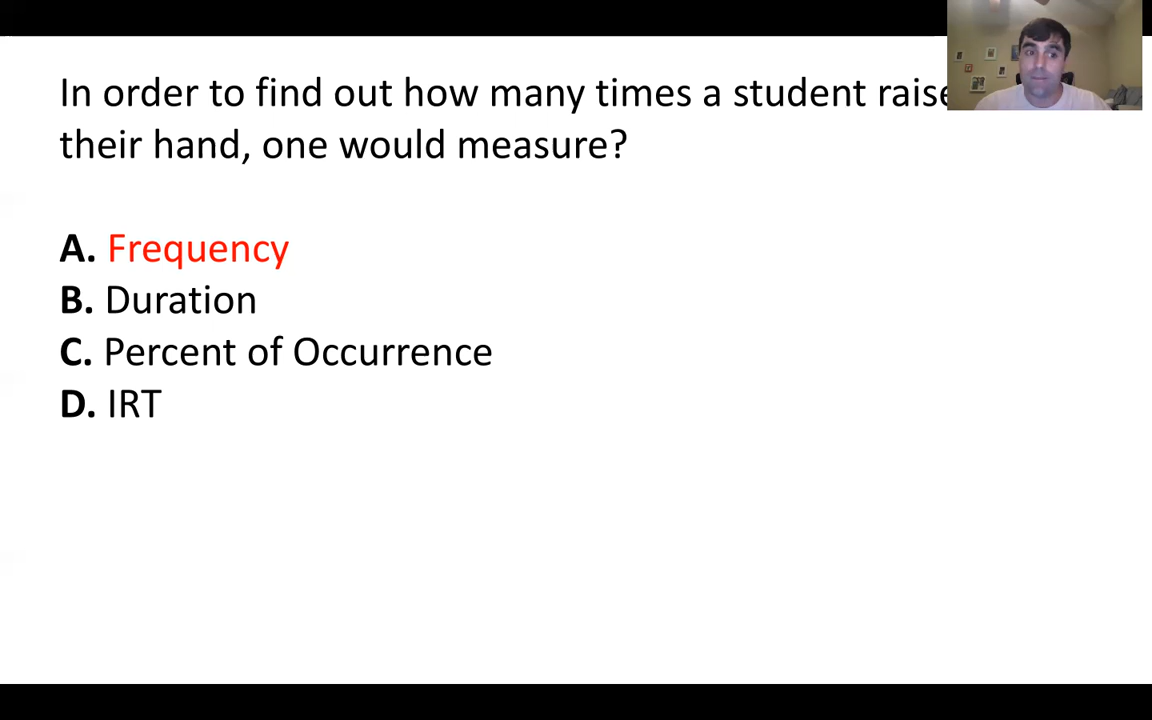 In order to find out how many times a student raise
their hand, one would measure?
A. Frequency
B. Duration
C. Percent of Occurrence
D. IRT